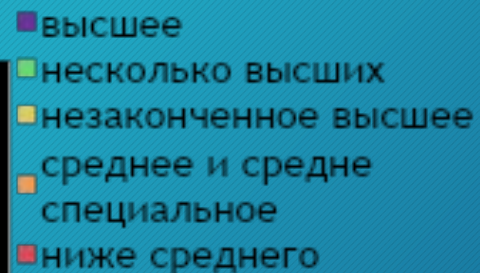 высшее
несколько высших
незаконченное высшее
среднее и средне
специальное
ниже среднего